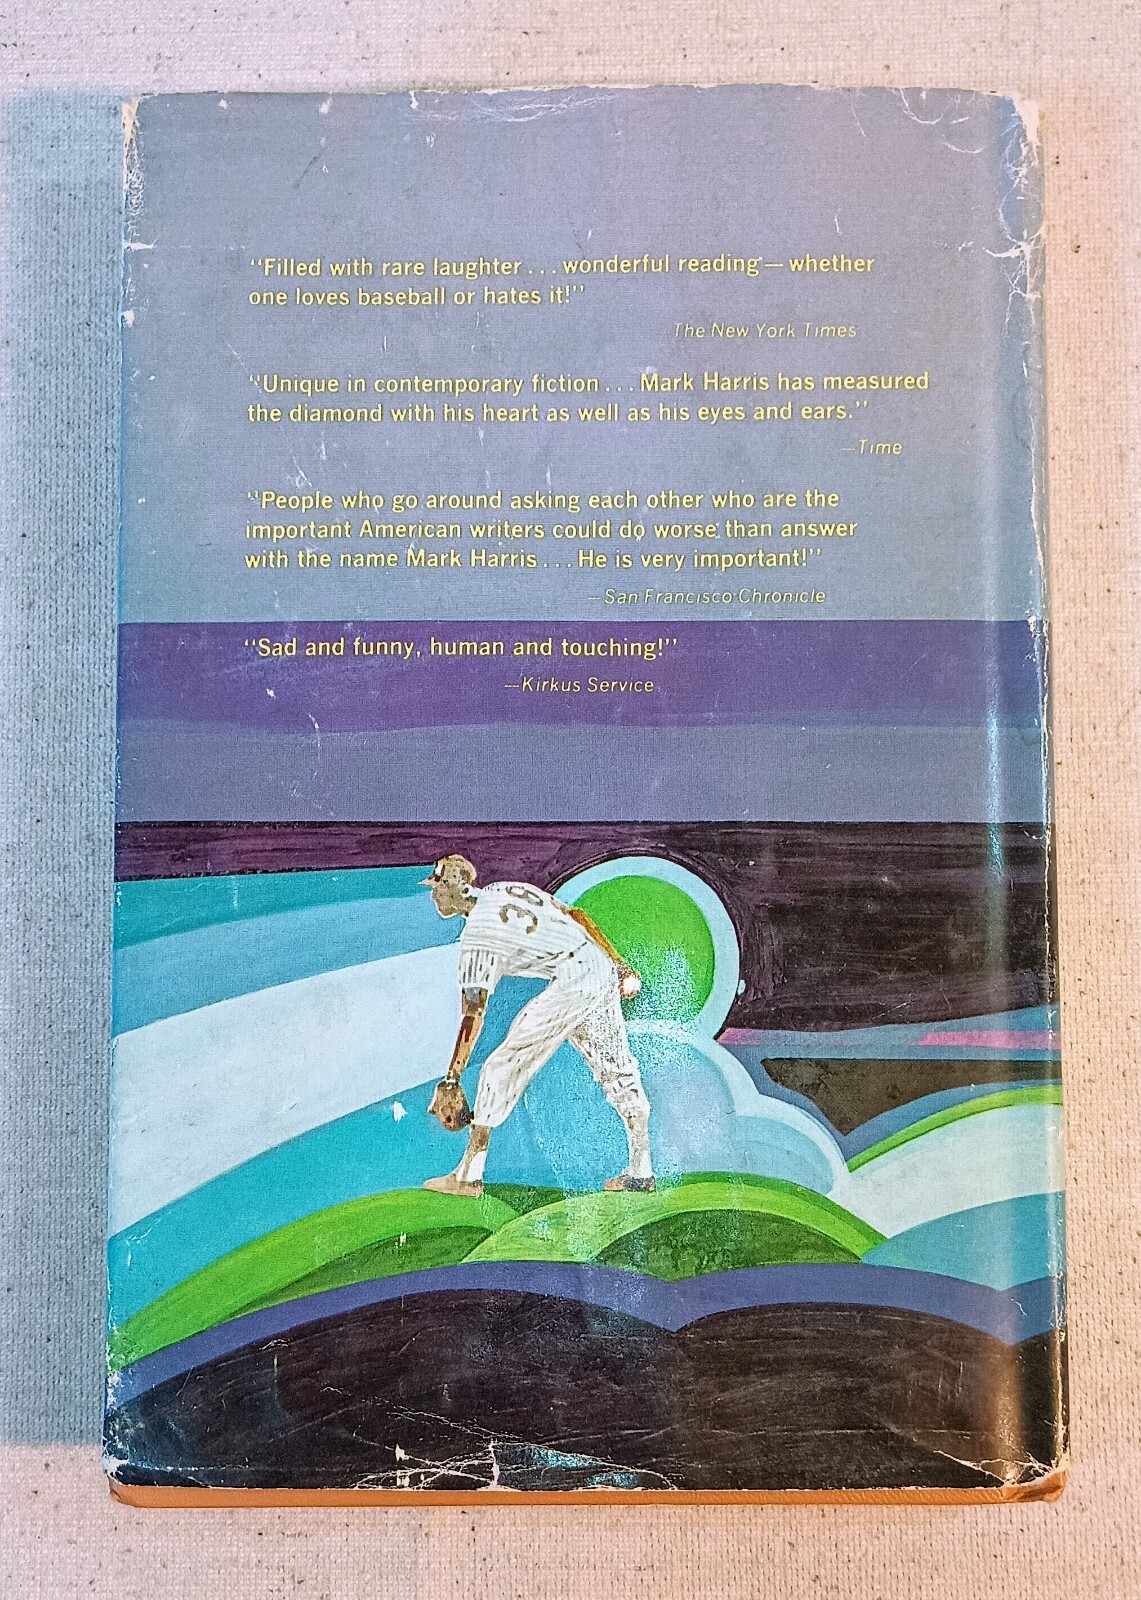 "Filled with rare laughter... wonderful reading—whether
one loves baseball or hates it!"
The New York Times
"Unique in contemporary fiction... Mark Harris has measured
the diamond with his heart as well as his eyes and ears."
—Time
"People who go around asking each other who are the
important American writers could do worse than answer
with the name Mark Harris... He is very important!"
—San Francisco Chronicle
"Sad and funny, human and touching!"
—Kirkus Service
38